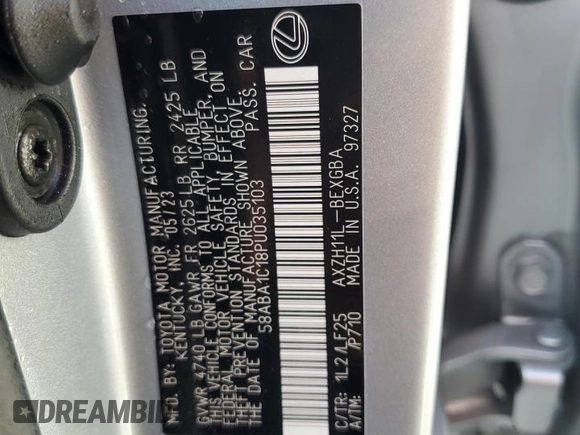 MFD. BY: TOYOTA MOTOR MANUFACTURING,
KENTUCKY, INC. 05/23
GVWR 4740 LB GAWR FR 2625 LB RR 2425 LB
THIS VEHICLE CONFORMS TO ALL APPLICABLE
FEDERAL MOTOR VEHICLE SAFETY, BUMPER, AND
THEFT PREVENTION STANDARDS IN EFFECT ON
THE DATE OF MANUFACTURE SHOWN ABOVE.
58ABA1C18PU035103 PASS. CAR
C/TR: 1L2/LF25 AXZH11L-BEXGBA
A/TM: /P710 MADE IN U.S.A. 97327
DREAMBID